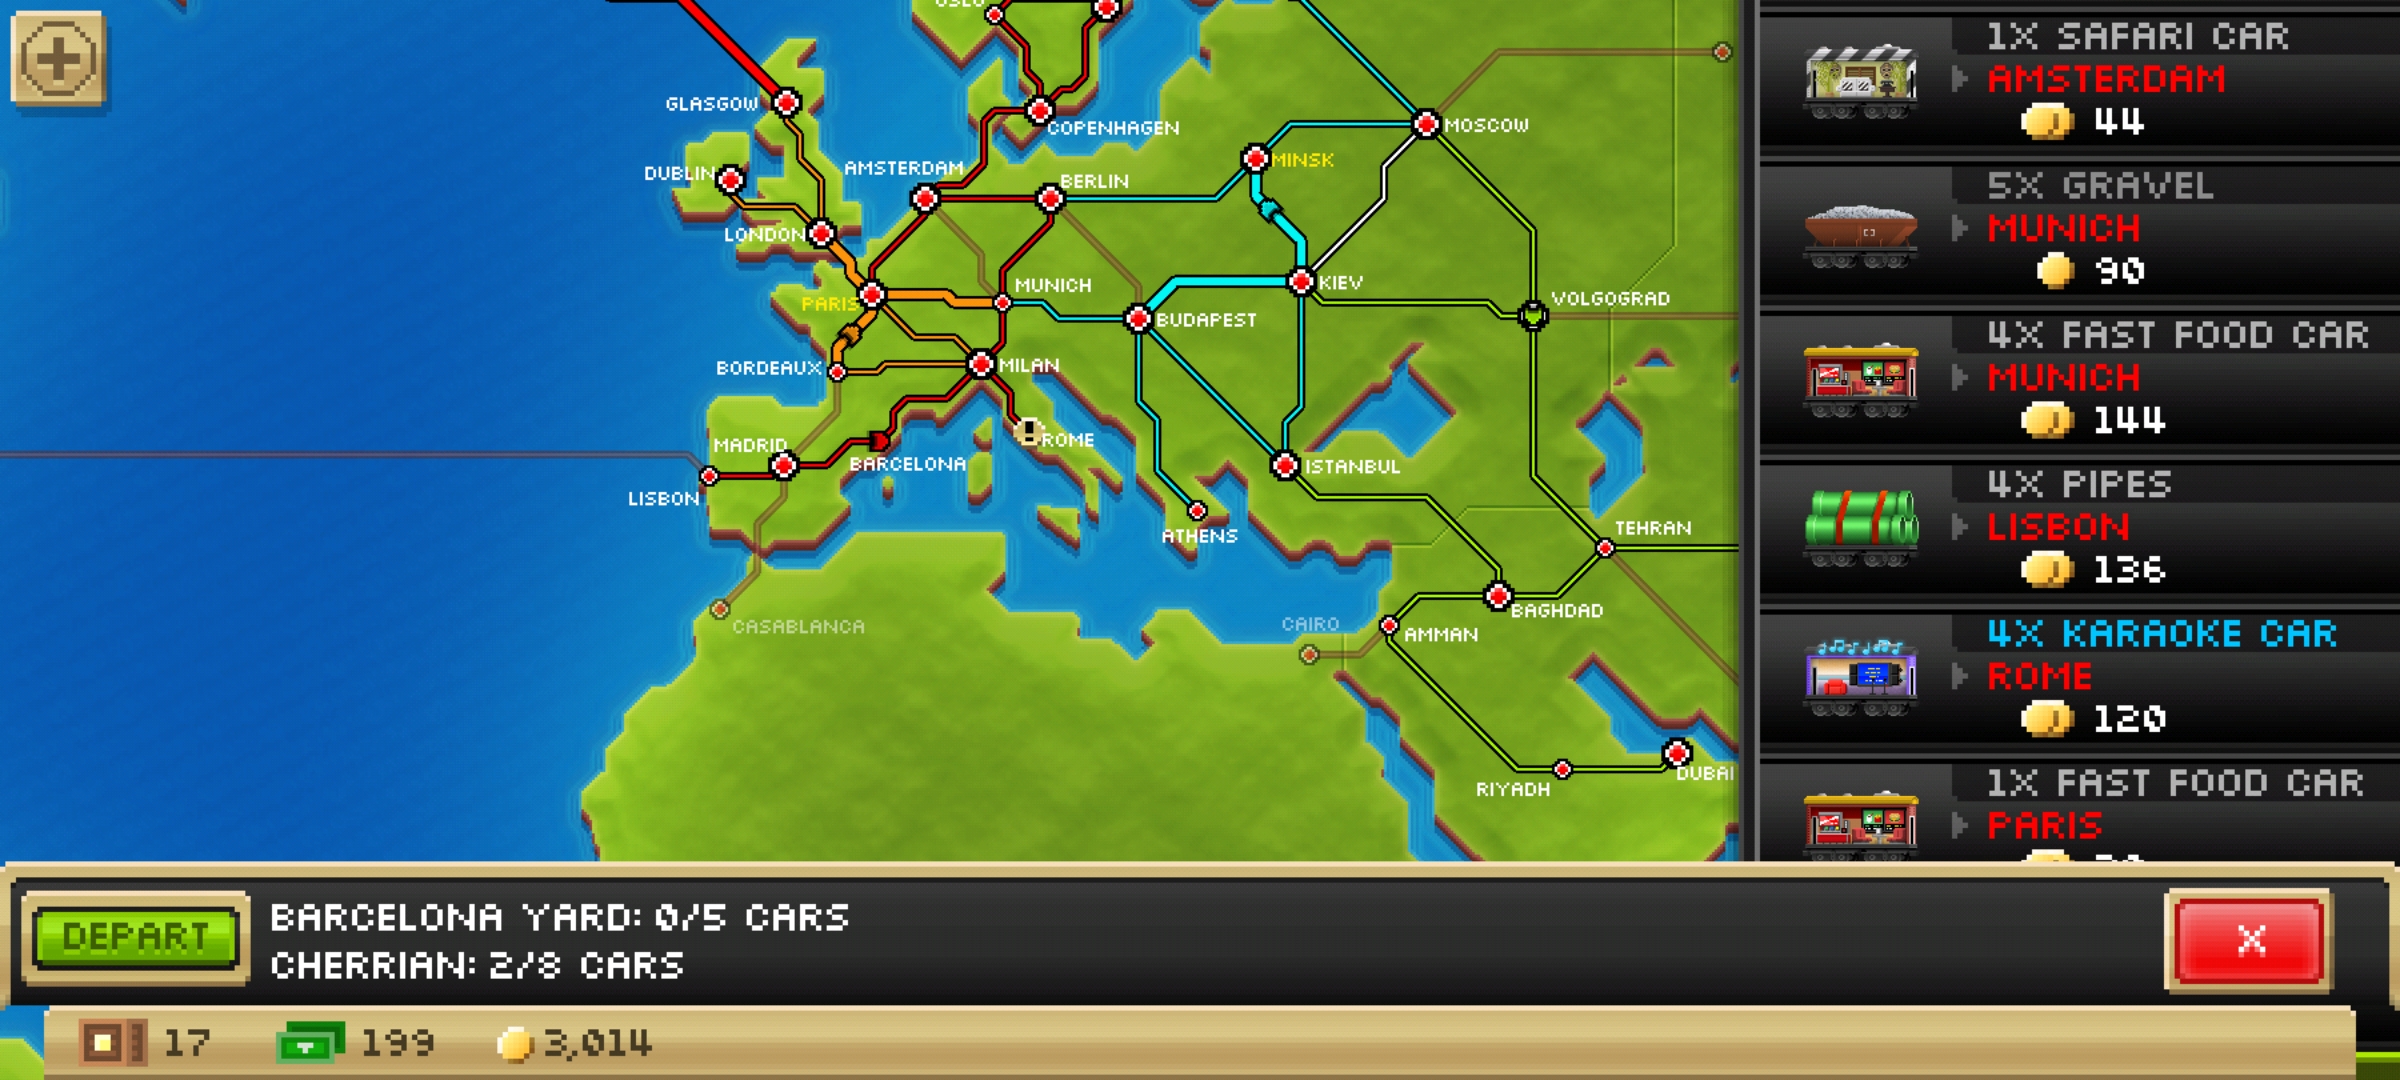 OSLO
GLASGOW
COPENHAGEN
MOSCOW
DUBLIN
AMSTERDAM
BERLIN
MINSK
LONDON
PARIS
MUNICH
KIEV
BUDAPEST
VOLGOGRAD
BORDEAUX
MILAN
MADRID
ROME
BARCELONA
ISTANBUL
LISBON
ATHENS
TEHRAN
CASABLANCA
CAIRO
BAGHDAD
AMMAN
RIYADH
DUBAI
1X SAFARI CAR
AMSTERDAM
44
5X GRAVEL
MUNICH
90
4X FAST FOOD CAR
MUNICH
144
4X PIPES
LISBON
136
4X KARAOKE CAR
ROME
120
1X FAST FOOD CAR
PARIS
DEPART
BARCELONA YARD: 0/5 CARS
CHERRIAN: 2/8 CARS
X
17
199
3,014